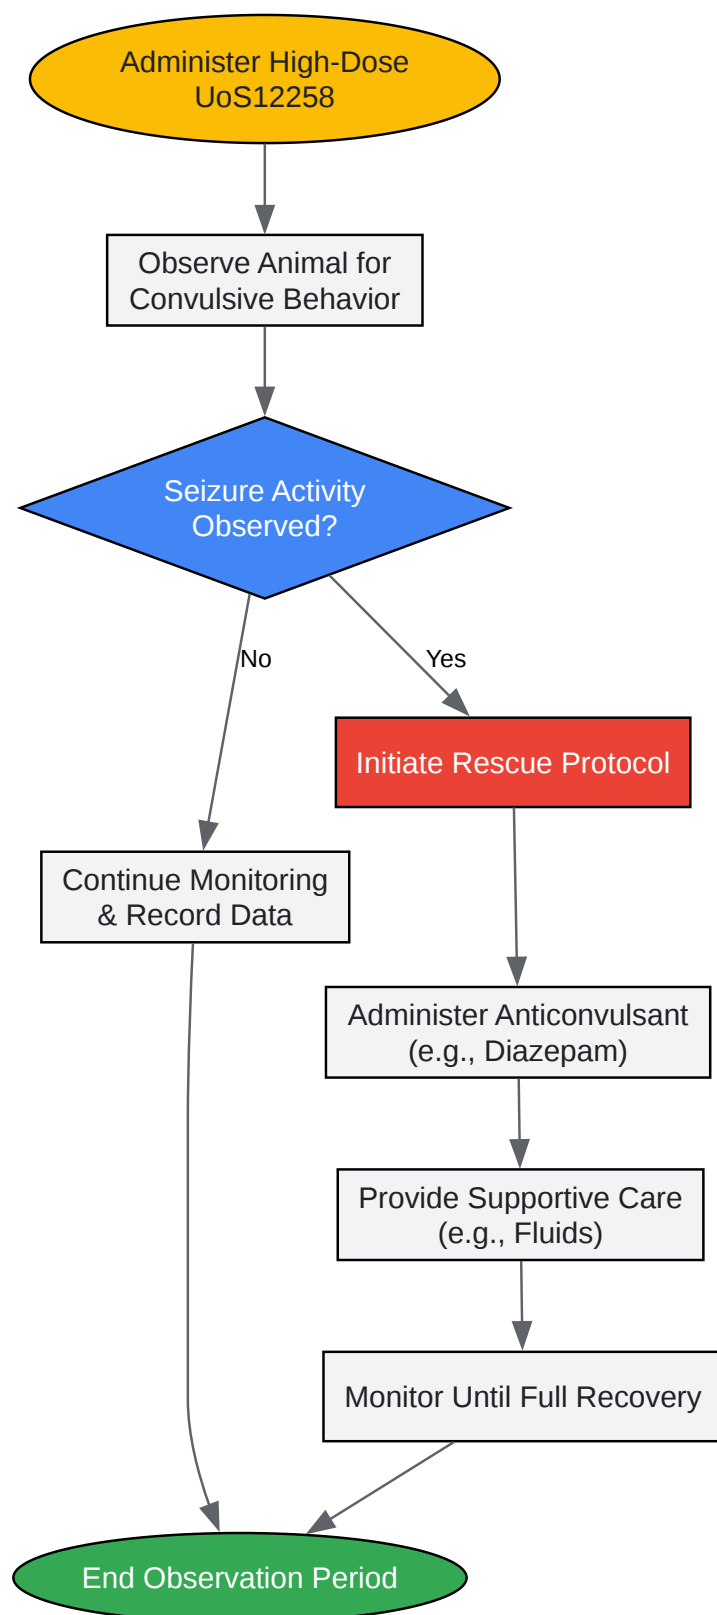 Administer High-Dose
UoS12258
Observe Animal for
Convulsive Behavior
Seizure Activity
Observed?
No
Yes
Initiate Rescue Protocol
Continue Monitoring
& Record Data
Administer Anticonvulsant
(e.g., Diazepam)
Provide Supportive Care
(e.g., Fluids)
Monitor Until Full Recovery
End Observation Period